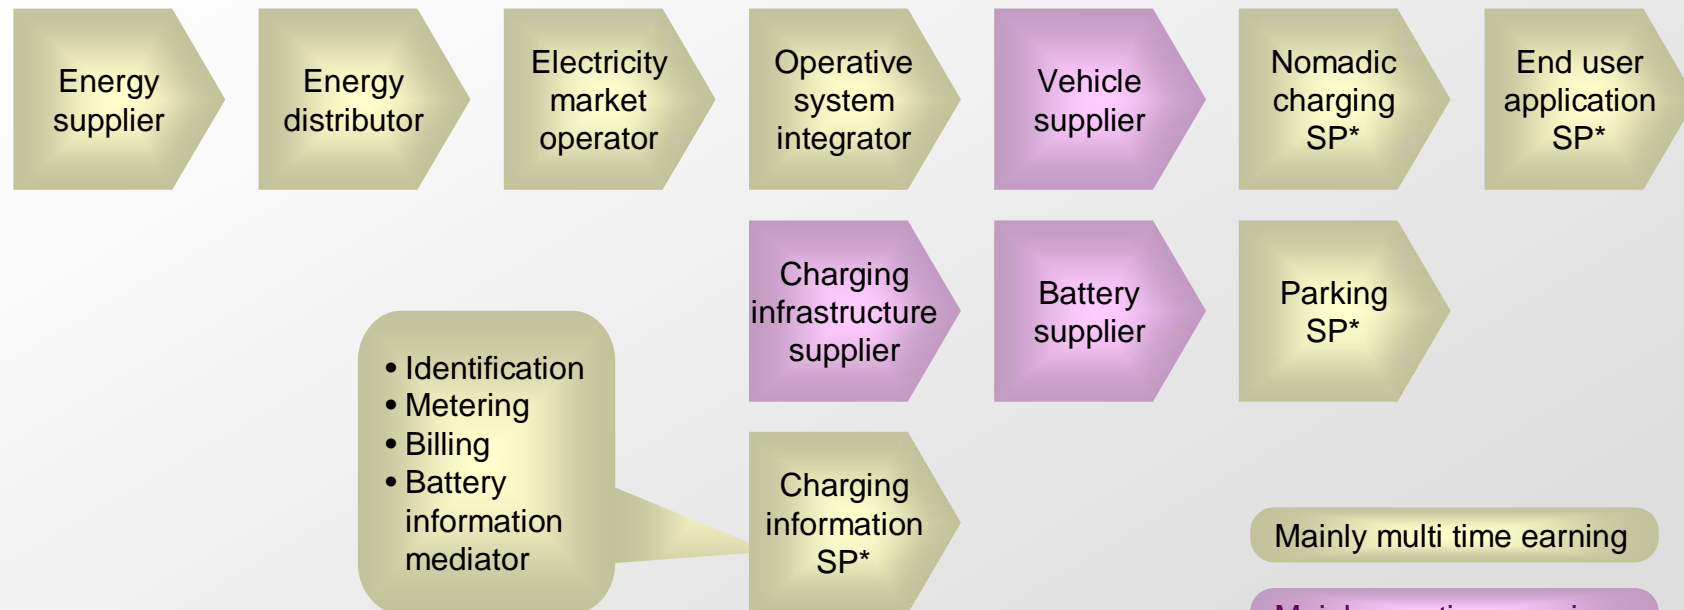 Energy
supplier
Energy
distributor
Electricity
market
operator
Operative
system
integrator
Vehicle
supplier
Nomadic
charging
SP*
End user
application
SP*
Charging
infrastructure
supplier
Battery
supplier
Parking
SP*
• Identification
• Metering
• Billing
• Battery
information
mediator
Charging
information
SP*
Mainly multi time earning